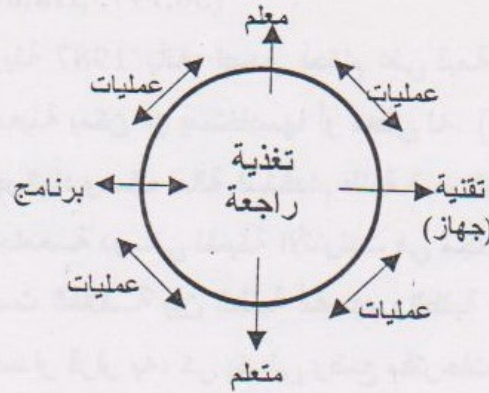 معلم
عمليات
عمليات
تغذية
راجعة
تقنية
(جهاز)
برنامج
عمليات
عمليات
متعلم